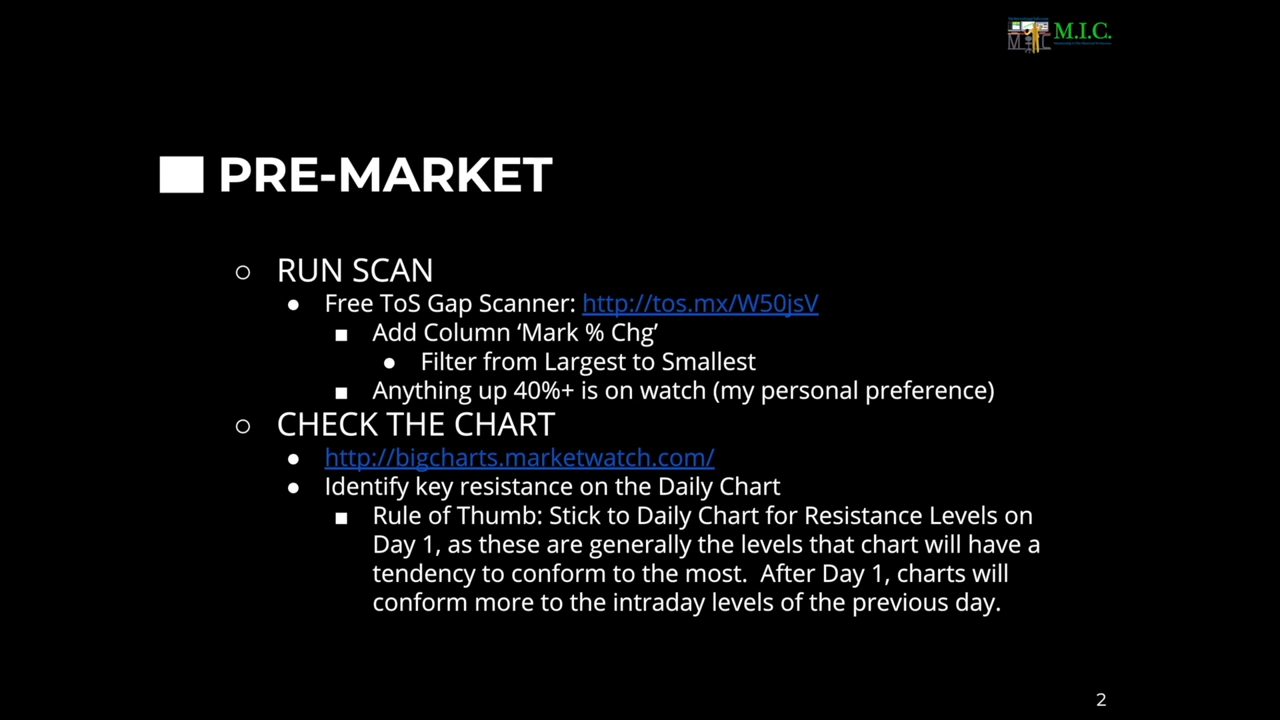 M.I.C.
PRE-MARKET
○ RUN SCAN
● Free ToS Gap Scanner: http://tos.mx/W50jsV
■ Add Column ‘Mark % Chg’
● Filter from Largest to Smallest
■ Anything up 40%+ is on watch (my personal preference)
○ CHECK THE CHART
● http://bigcharts.marketwatch.com/
● Identify key resistance on the Daily Chart
■ Rule of Thumb: Stick to Daily Chart for Resistance Levels on
Day 1, as these are generally the levels that chart will have a
tendency to conform to the most.  After Day 1, charts will
conform more to the intraday levels of the previous day.
2